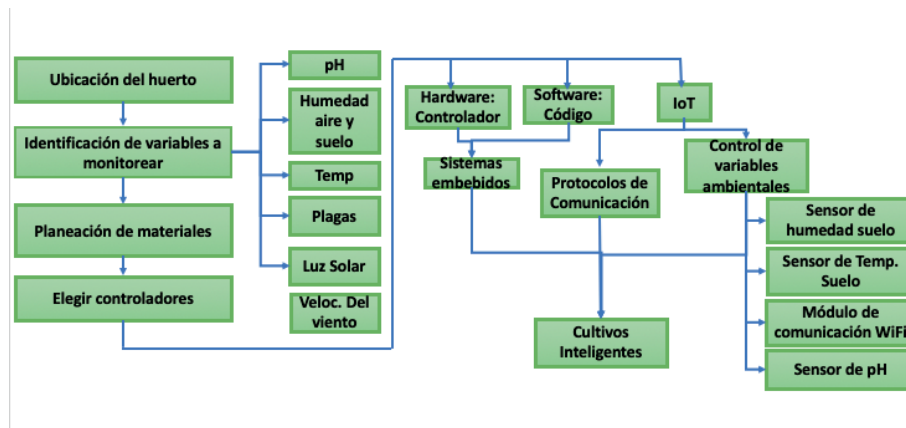 Ubicación del huerto
Identificación de variables a
monitorear
Planeación de materiales
Elegir controladores
pH
Humedad
aire y
suelo
Temp
Plagas
Luz Solar
Veloc. Del
viento
Hardware:
Controlador
Software:
Código
IoT
Sistemas
embebidos
Protocolos de
Comunicación
Control de
variables
ambientales
Cultivos
Inteligentes
Sensor de
humedad suelo
Sensor de Temp.
Suelo
Módulo de
comunicación WiFi
Sensor de pH